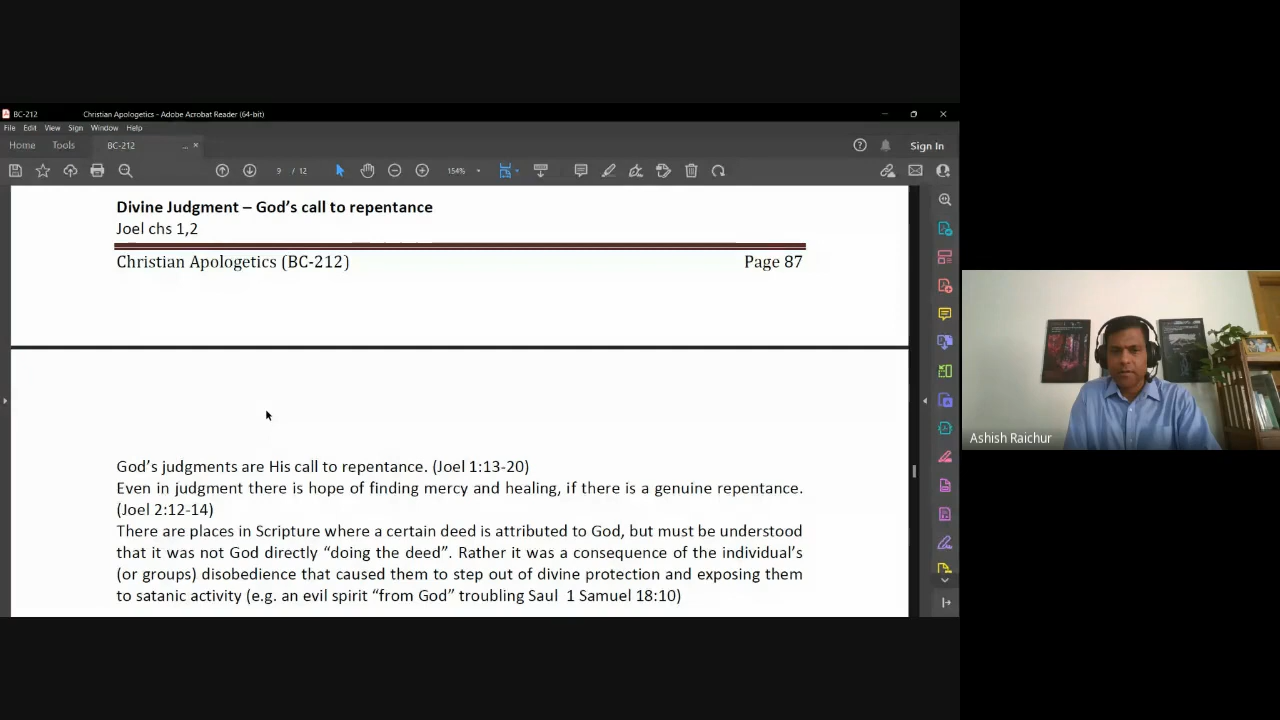 BC-212 Christian Apologetics - Adobe Acrobat Reader (64-bit)
File Edit View Sign Window Help
Home Tools BC-212 ... × Sign In
9 / 12 154%
Divine Judgment – God's call to repentance
Joel chs 1,2
Christian Apologetics (BC-212) Page 87
God's judgments are His call to repentance. (Joel 1:13-20)
Even in judgment there is hope of finding mercy and healing, if there is a genuine repentance.
(Joel 2:12-14)
There are places in Scripture where a certain deed is attributed to God, but must be understood
that it was not God directly “doing the deed”. Rather it was a consequence of the individual's
(or groups) disobedience that caused them to step out of divine protection and exposing them
to satanic activity (e.g. an evil spirit “from God” troubling Saul 1 Samuel 18:10)
Ashish Raichur